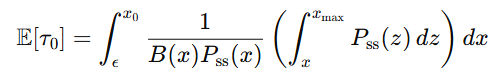 𝔼[τ₀] = ∫_ϵ^{x₀} 1/(B(x)P_ss(x)) (∫_x^{x_max} P_ss(z) dz) dx